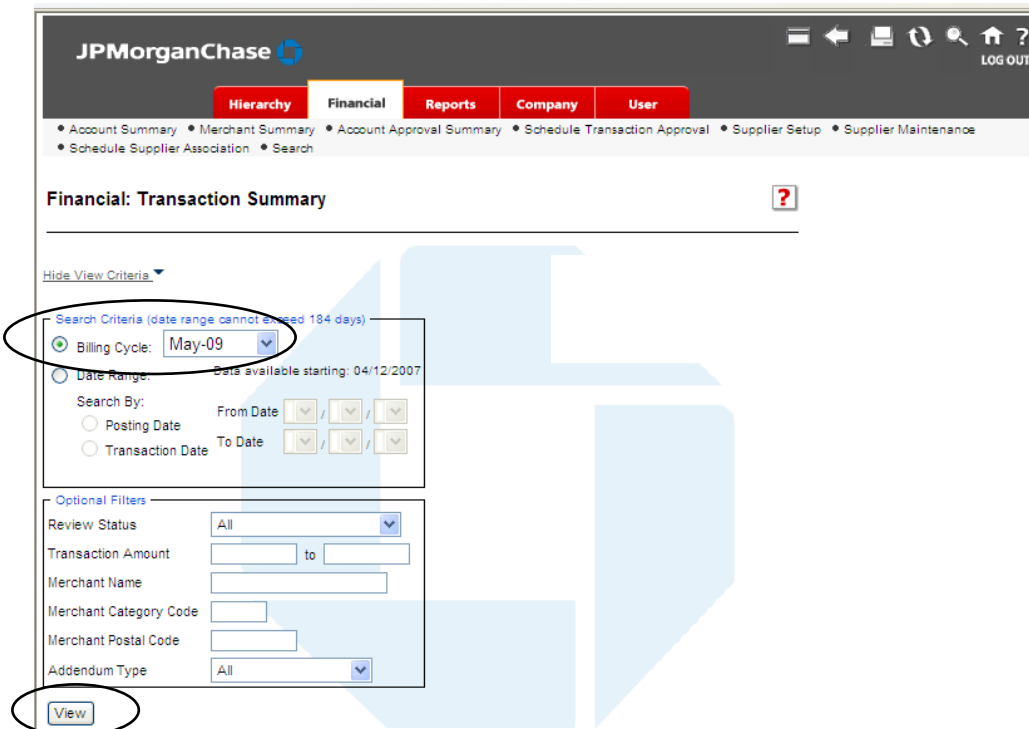 JPMorganChase
?
LOG OUT
Hierarchy Financial Reports Company User
• Account Summary • Merchant Summary • Account Approval Summary • Schedule Transaction Approval • Supplier Setup • Supplier Maintenance
• Schedule Supplier Association • Search
Financial: Transaction Summary ?
Hide View Criteria
Search Criteria (date range cannot exceed 184 days)
Billing Cycle: May-09
Date Range: Data available starting: 04/12/2007
Search By:
From Date / /
Posting Date
To Date / /
Transaction Date
Optional Filters
Review Status All
Transaction Amount to
Merchant Name
Merchant Category Code
Merchant Postal Code
Addendum Type All
View